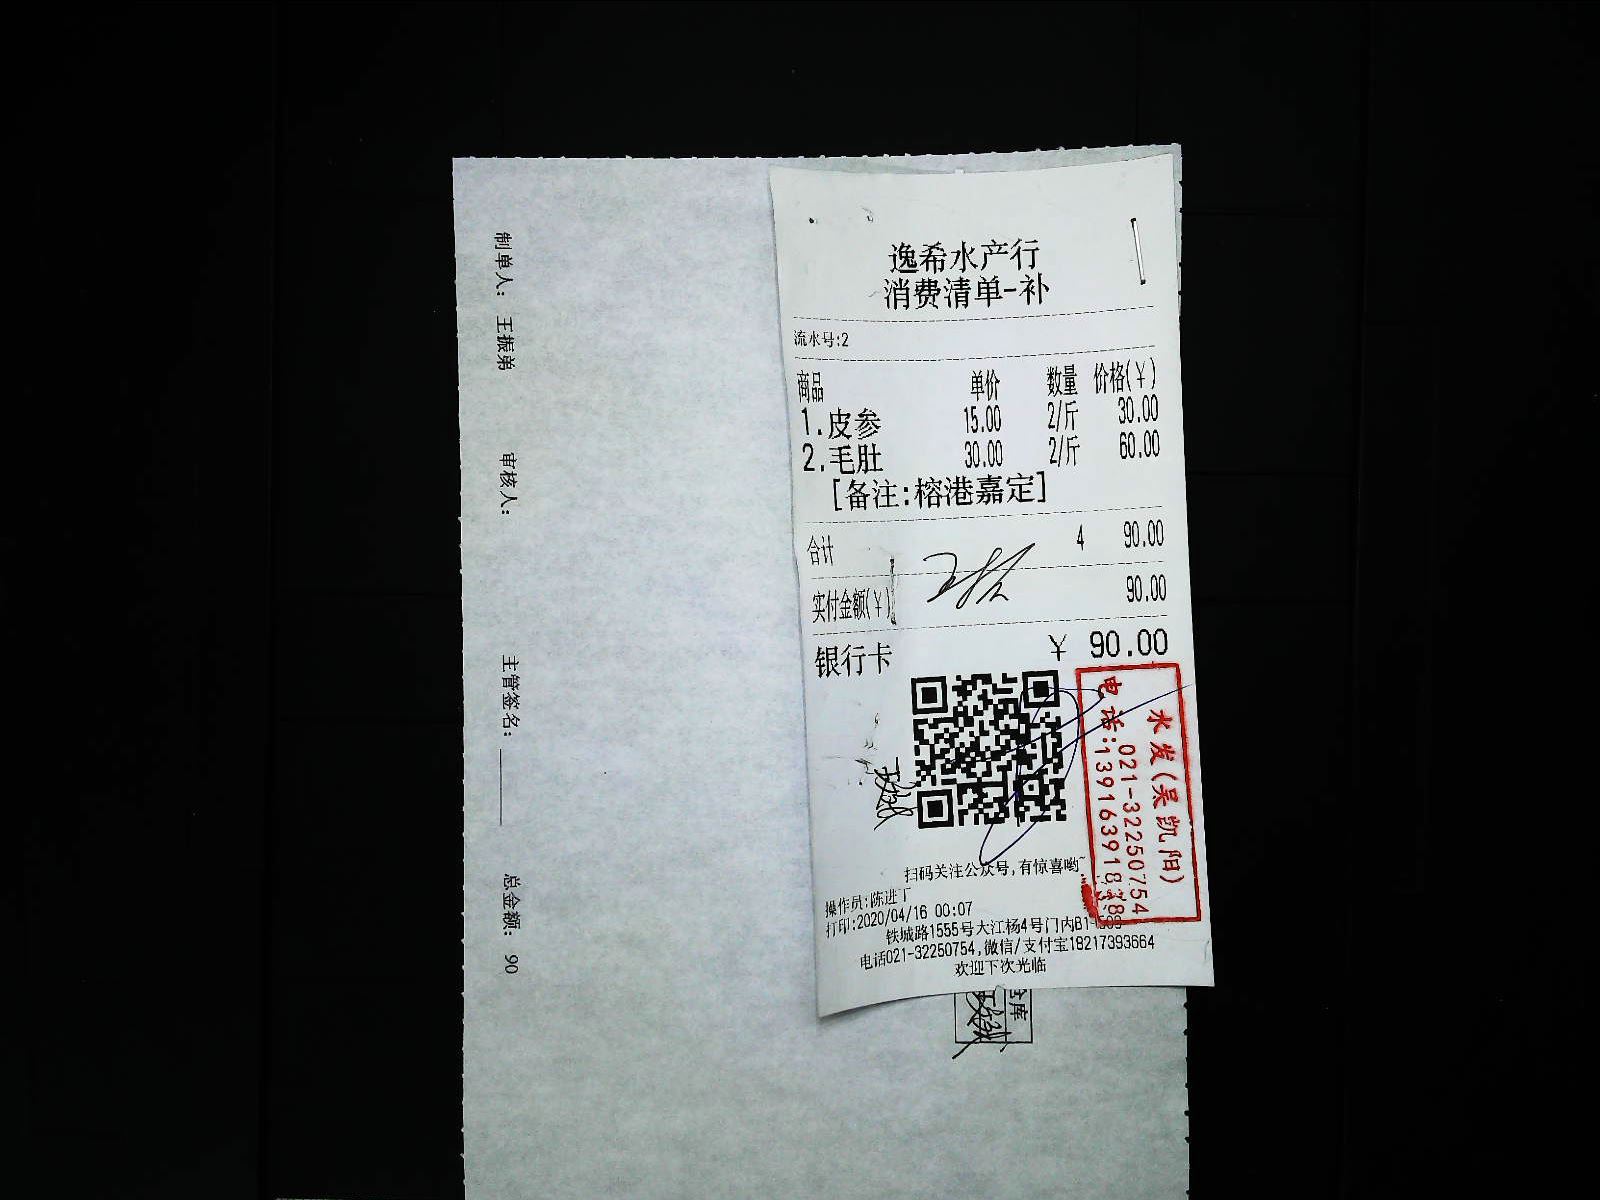 逸希水产行
消费清单-补
流水号:2
商品 单价 数量 价格(¥)
1.皮参 15.00 2/斤 30.00
2.毛肚 30.00 2/斤 60.00
[备注:榕港嘉定]
合计 4 90.00
实付金额(¥) 90.00
银行卡 ¥ 90.00
扫码关注公众号,有惊喜哟~
操作员:陈进丁
打印:2020/04/16 00:07
铁城路1555号大江杨4号门内B1-
电话021-32250754,微信/支付宝18217393664
欢迎下次光临
水发(吴凯阳)
021-32250754
电话:13916391818
制单人: 王振弟 审核人: 主管签名: 总金额: 90